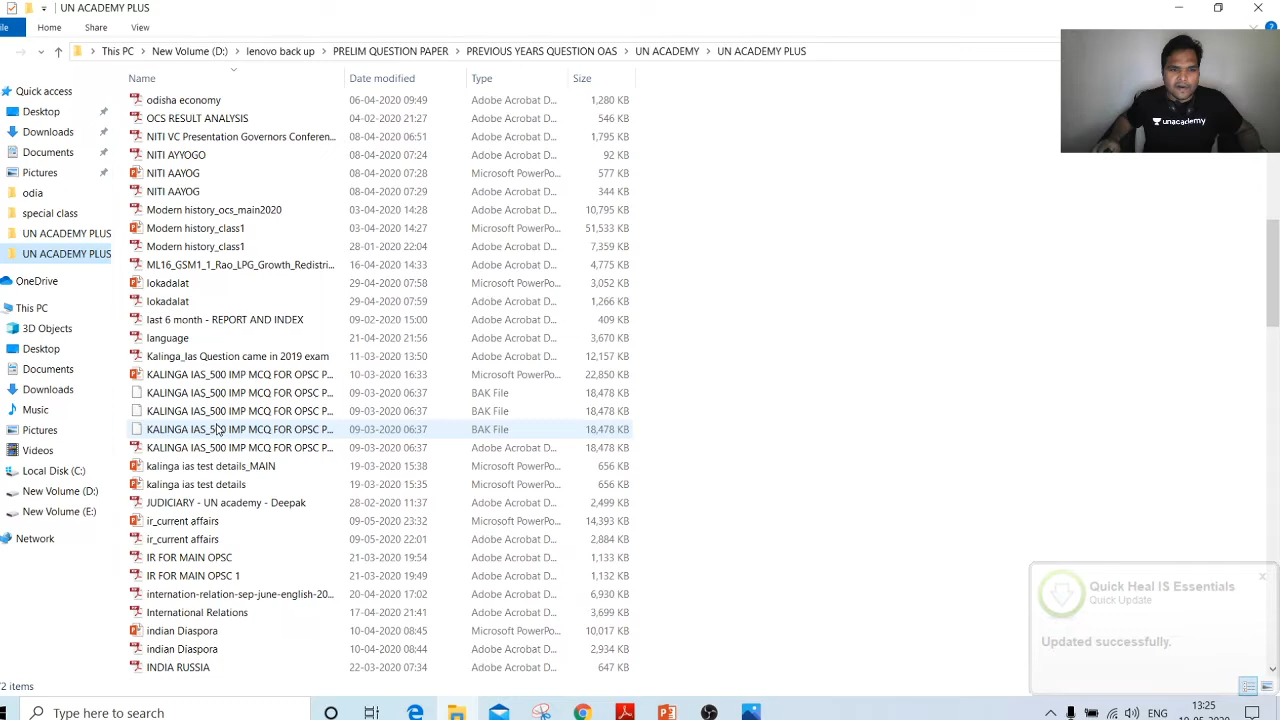 UN ACADEMY PLUS
ile Home Share View
This PC New Volume (D:) lenovo back up PRELIM QUESTION PAPER PREVIOUS YEARS QUESTION OAS UN ACADEMY UN ACADEMY PLUS
Name Date modified Type Size
Quick access
Desktop
Downloads
Documents
Pictures
odia
special class
UN ACADEMY PLUS
UN ACADEMY PLUS
OneDrive
This PC
3D Objects
Desktop
Documents
Downloads
Music
Pictures
Videos
Local Disk (C:)
New Volume (D:)
New Volume (E:)
Network
odisha economy 06-04-2020 09:49 Adobe Acrobat D... 1,280 KB
OCS RESULT ANALYSIS 04-02-2020 21:27 Adobe Acrobat D... 546 KB
NITI VC Presentation Governors Conferen... 08-04-2020 06:51 Adobe Acrobat D... 1,795 KB
NITI AYYOGO 08-04-2020 07:24 Adobe Acrobat D... 92 KB
NITI AAYOG 08-04-2020 07:28 Microsoft PowerPo... 577 KB
NITI AAYOG 08-04-2020 07:29 Adobe Acrobat D... 344 KB
Modern history_ocs_main2020 03-04-2020 14:28 Adobe Acrobat D... 10,795 KB
Modern history_class1 03-04-2020 14:27 Microsoft PowerPo... 51,533 KB
Modern history_class1 28-01-2020 22:04 Adobe Acrobat D... 7,359 KB
ML16_GSM1_1_Rao_LPG_Growth_Redistri... 16-04-2020 14:33 Adobe Acrobat D... 4,775 KB
lokadalat 29-04-2020 07:58 Microsoft PowerPo... 3,052 KB
lokadalat 29-04-2020 07:59 Adobe Acrobat D... 1,266 KB
last 6 month - REPORT AND INDEX 09-02-2020 15:00 Adobe Acrobat D... 409 KB
language 21-04-2020 21:56 Adobe Acrobat D... 3,670 KB
Kalinga_Ias Question came in 2019 exam 11-03-2020 13:50 Adobe Acrobat D... 12,157 KB
KALINGA IAS_500 IMP MCQ FOR OPSC P... 10-03-2020 16:33 Microsoft PowerPo... 22,850 KB
KALINGA IAS_500 IMP MCQ FOR OPSC P... 09-03-2020 06:37 BAK File 18,478 KB
KALINGA IAS_500 IMP MCQ FOR OPSC P... 09-03-2020 06:37 BAK File 18,478 KB
KALINGA IAS_500 IMP MCQ FOR OPSC P... 09-03-2020 06:37 BAK File 18,478 KB
KALINGA IAS_500 IMP MCQ FOR OPSC P... 09-03-2020 06:37 Adobe Acrobat D... 18,478 KB
kalinga ias test details_MAIN 19-03-2020 15:38 Microsoft PowerPo... 656 KB
kalinga ias test details 19-03-2020 15:35 Microsoft PowerPo... 656 KB
JUDICIARY - UN academy - Deepak 28-02-2020 11:37 Adobe Acrobat D... 2,499 KB
ir_current affairs 09-05-2020 23:32 Microsoft PowerPo... 14,393 KB
ir_current affairs 09-05-2020 22:01 Adobe Acrobat D... 2,884 KB
IR FOR MAIN OPSC 21-03-2020 19:54 Adobe Acrobat D... 1,133 KB
IR FOR MAIN OPSC 1 21-03-2020 19:49 Adobe Acrobat D... 1,132 KB
internation-relation-sep-june-english-20... 17:02 Adobe Acrobat D... 6,930 KB
International Relations Adobe Acrobat D... 3,699 KB
indian Diaspora 10-04-2020 08:45 Microsoft PowerPo... 10,017 KB
indian Diaspora Adobe Acrobat D... 2,934 KB
INDIA RUSSIA 22-03-2020 07:34 Adobe Acrobat D... 647 KB
unacademy
Quick Heal IS Essentials
Quick Update
Updated successfully.
2 items
Type here to search
ENG
13:25
10-05-2020